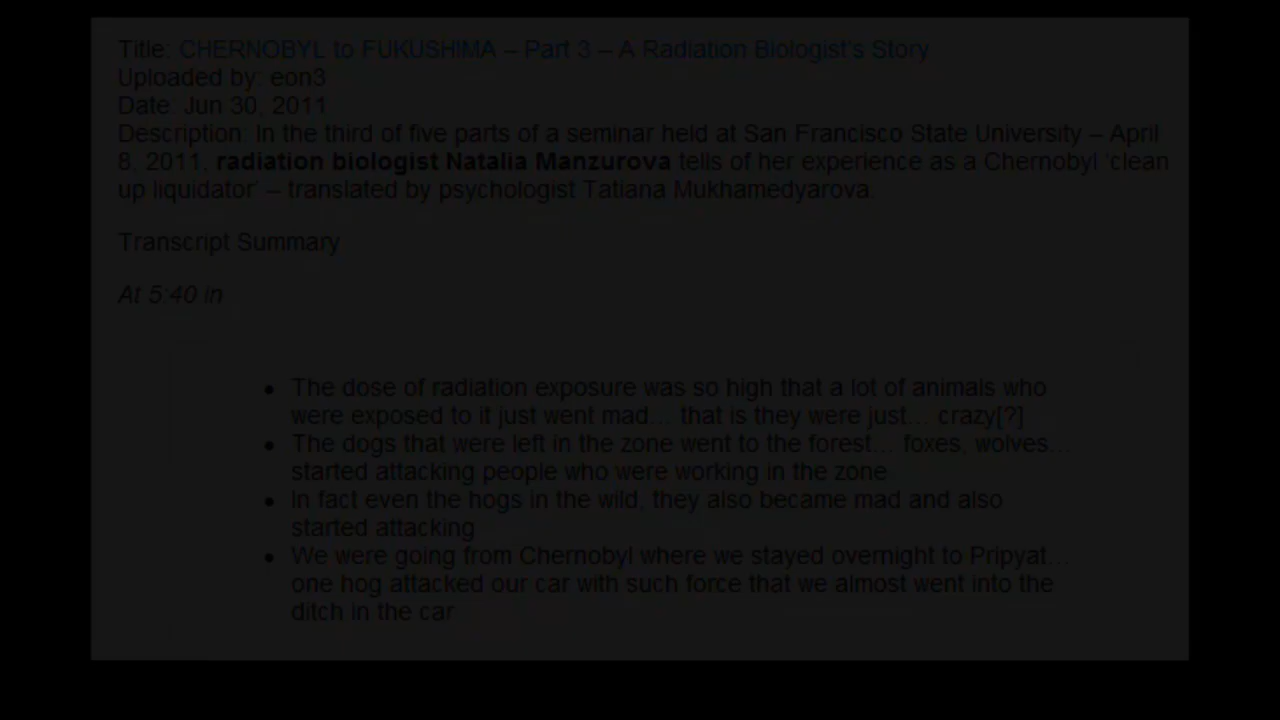 Title: CHERNOBYL to FUKUSHIMA – Part 3 – A Radiation Biologist's Story
Uploaded by: eon3
Date: Jun 30, 2011
Description: In the third of five parts of a seminar held at San Francisco State University – April
8, 2011, radiation biologist Natalia Manzurova tells of her experience as a Chernobyl 'clean
up liquidator' – translated by psychologist Tatiana Mukhamedyarova.
Transcript Summary
At 5:40 in
• The dose of radiation exposure was so high that a lot of animals who
were exposed to it just went mad… that is they were just… crazy[?]
• The dogs that were left in the zone went to the forest… foxes, wolves…
started attacking people who were working in the zone
• In fact even the hogs in the wild, they also became mad and also
started attacking
• We were going from Chernobyl where we stayed overnight to Pripyat…
one hog attacked our car with such force that we almost went into the
ditch in the car